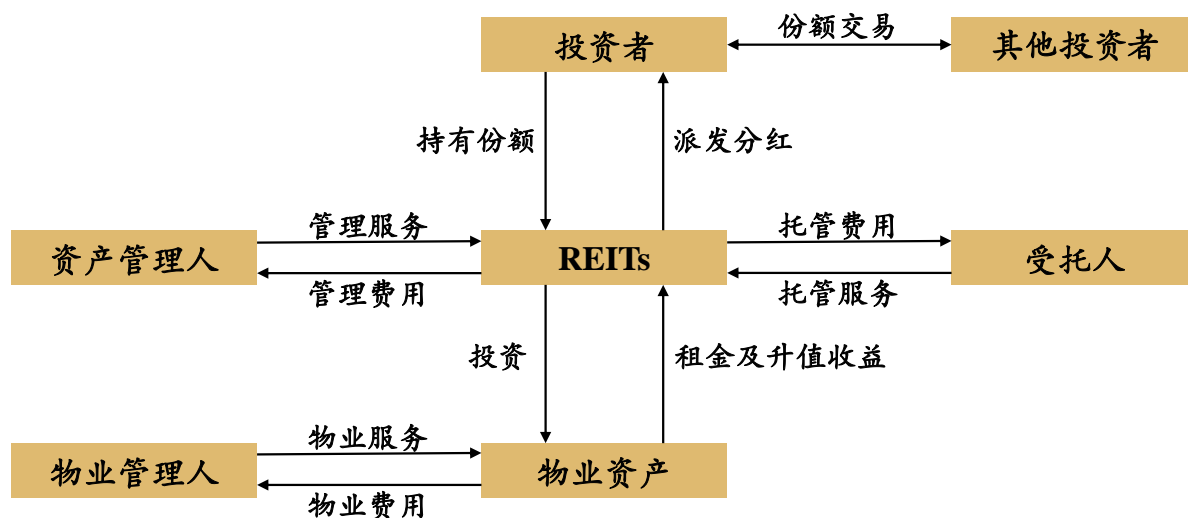 份额交易
投资者
其他投资者
持有份额
派发分红
管理服务
托管费用
资产管理人
REITs
受托人
管理费用
托管服务
投资
租金及升值收益
物业服务
物业管理人
物业资产
物业费用